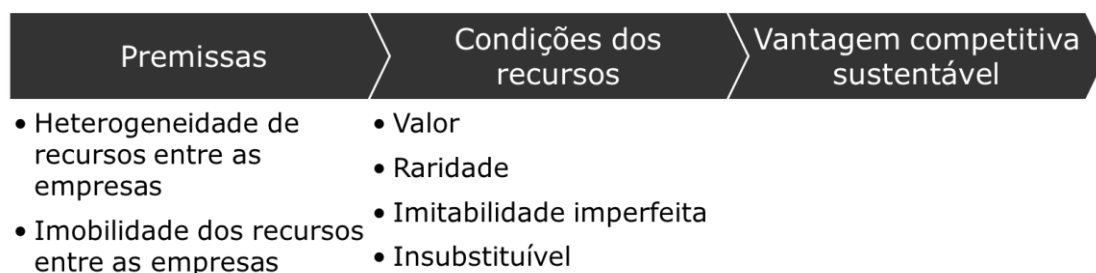 Premissas
Condições dos
recursos
Vantagem competitiva
sustentável
• Heterogeneidade de
recursos entre as
empresas
• Imobilidade dos recursos
entre as empresas
• Valor
• Raridade
• Imitabilidade imperfeita
• Insubstituível